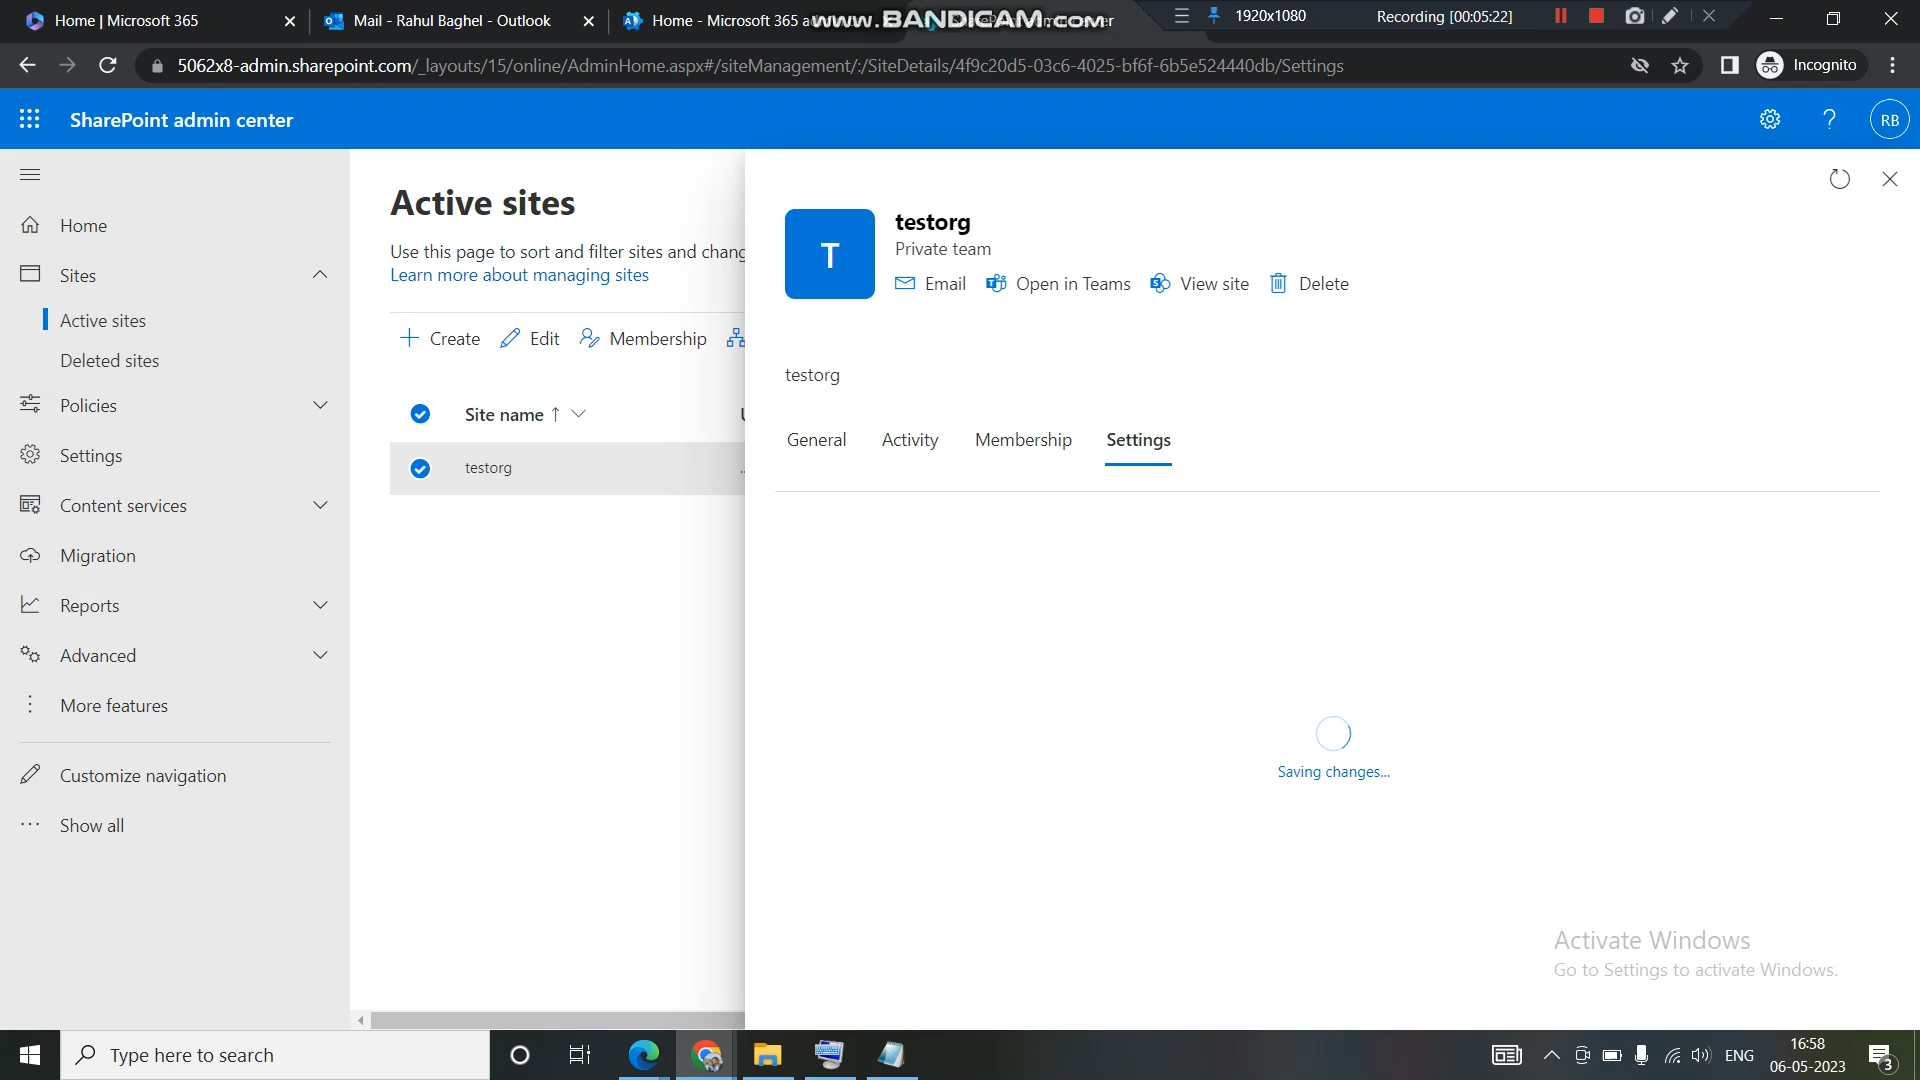 Home | Microsoft 365
Mail - Rahul Baghel - Outlook
Home - Microsoft 365 a
www.BANDICAM.com
1920x1080
Recording [00:05:22]
5062x8-admin.sharepoint.com/_layouts/15/online/AdminHome.aspx#/siteManagement/:/SiteDetails/4f9c20d5-03c6-4025-bf6f-6b5e524440db/Settings
Incognito
SharePoint admin center
RB
Home
Sites
Active sites
Deleted sites
Policies
Settings
Content services
Migration
Reports
Advanced
More features
Customize navigation
Show all
Active sites
Use this page to sort and filter sites and chang
Learn more about managing sites
Create
Edit
Membership
Site name
testorg
T
testorg
Private team
Email
Open in Teams
View site
Delete
testorg
General
Activity
Membership
Settings
Saving changes...
Activate Windows
Go to Settings to activate Windows.
Type here to search
ENG
16:58
06-05-2023
3